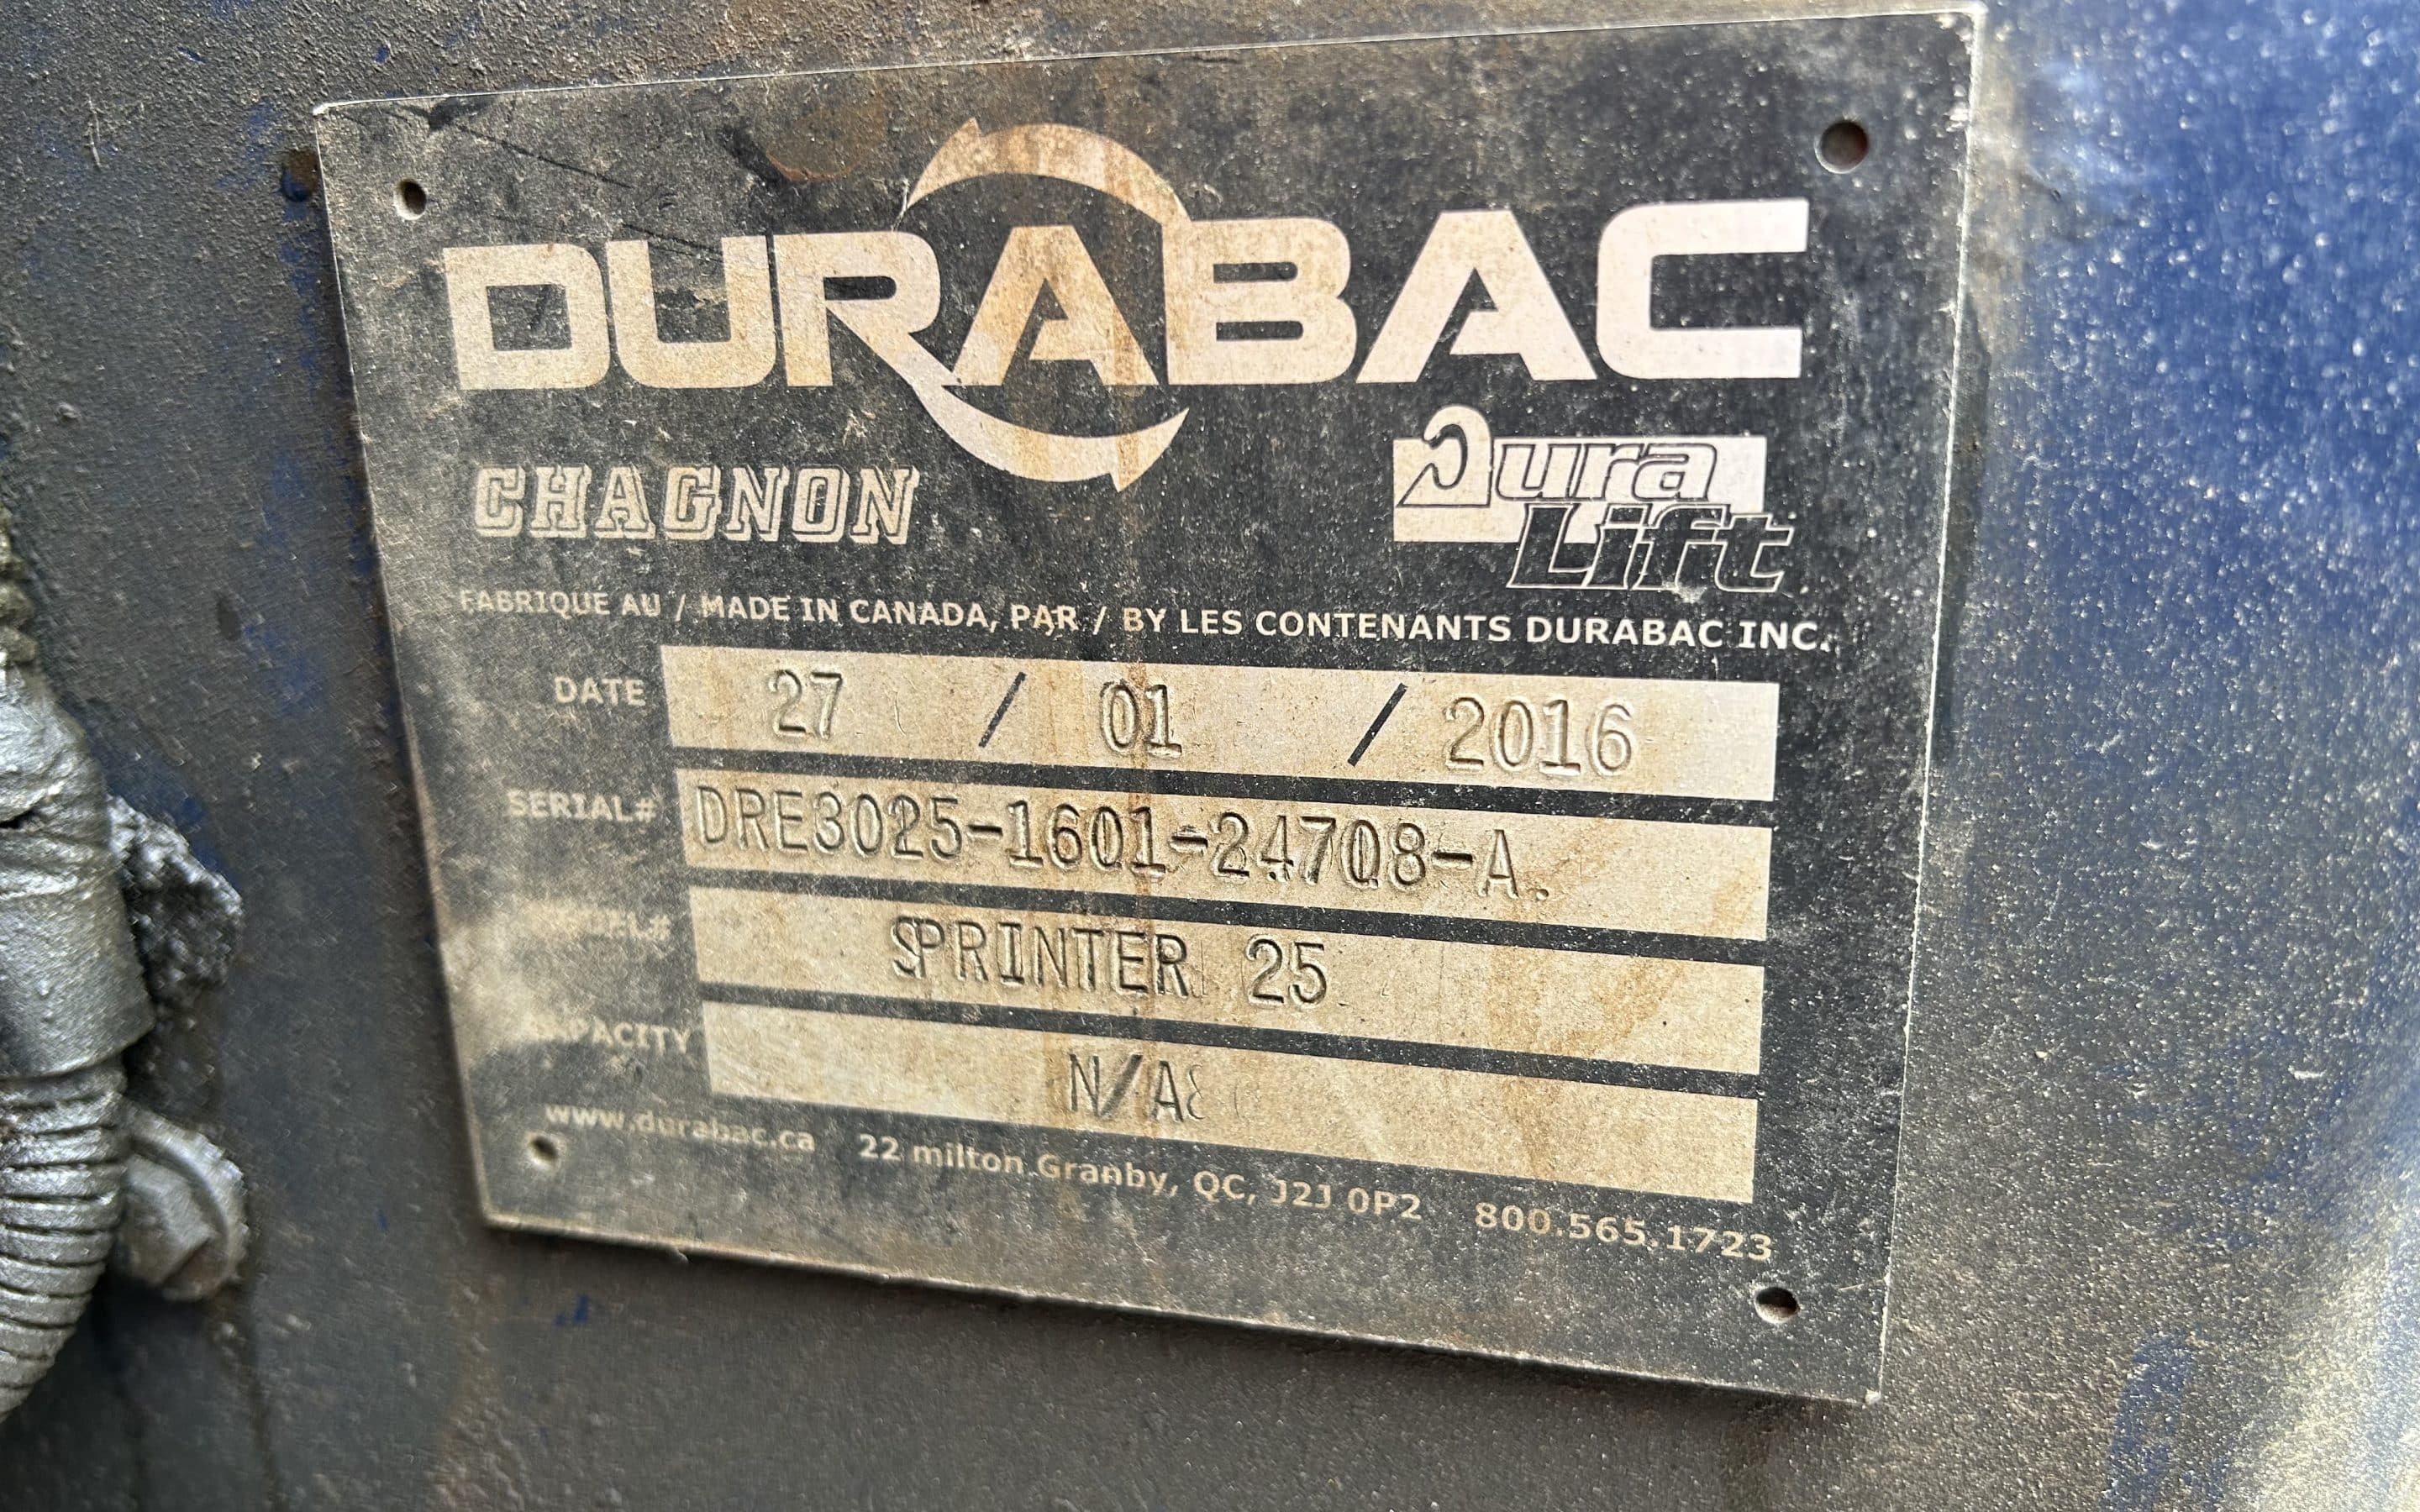 DURABAC
CHAGNON
Dura Lift
FABRIQUE AU / MADE IN CANADA, PAR / BY LES CONTENANTS DURABAC INC.
DATE 27 / 01 / 2016
SERIAL# DRE3025-1601-24708-A.
SPRINTER 25
CAPACITY N/A
www.durabac.ca 22 milton Granby, QC, J2J 0P2 800.565.1723